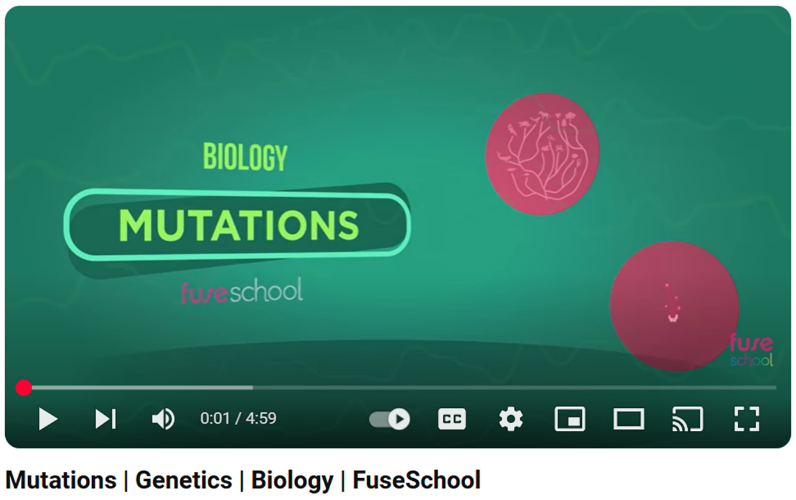 BIOLOGY
MUTATIONS
fuseschool
fuse
school
0:01 / 4:59
CC
Mutations | Genetics | Biology | FuseSchool